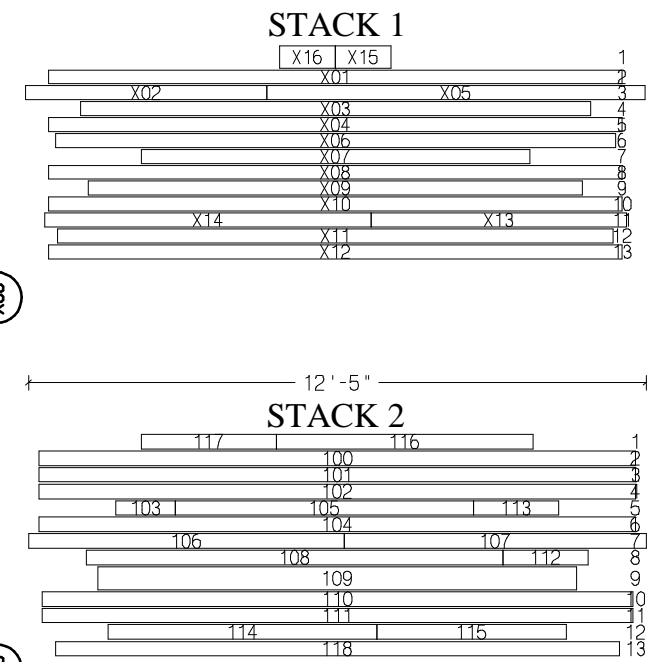 STACK 1
X16 X15 1
X01 2
X02 X05 3
X03 4
X04 5
X06 6
X07 7
X08 8
X09 9
X10 10
X14 X13 11
X11 12
X12 13
12'-5"
STACK 2
117 116 1
100 2
101 3
102 4
103 105 113 5
104 6
106 107 7
108 112 8
109 9
110 10
111 11
114 115 12
118 13